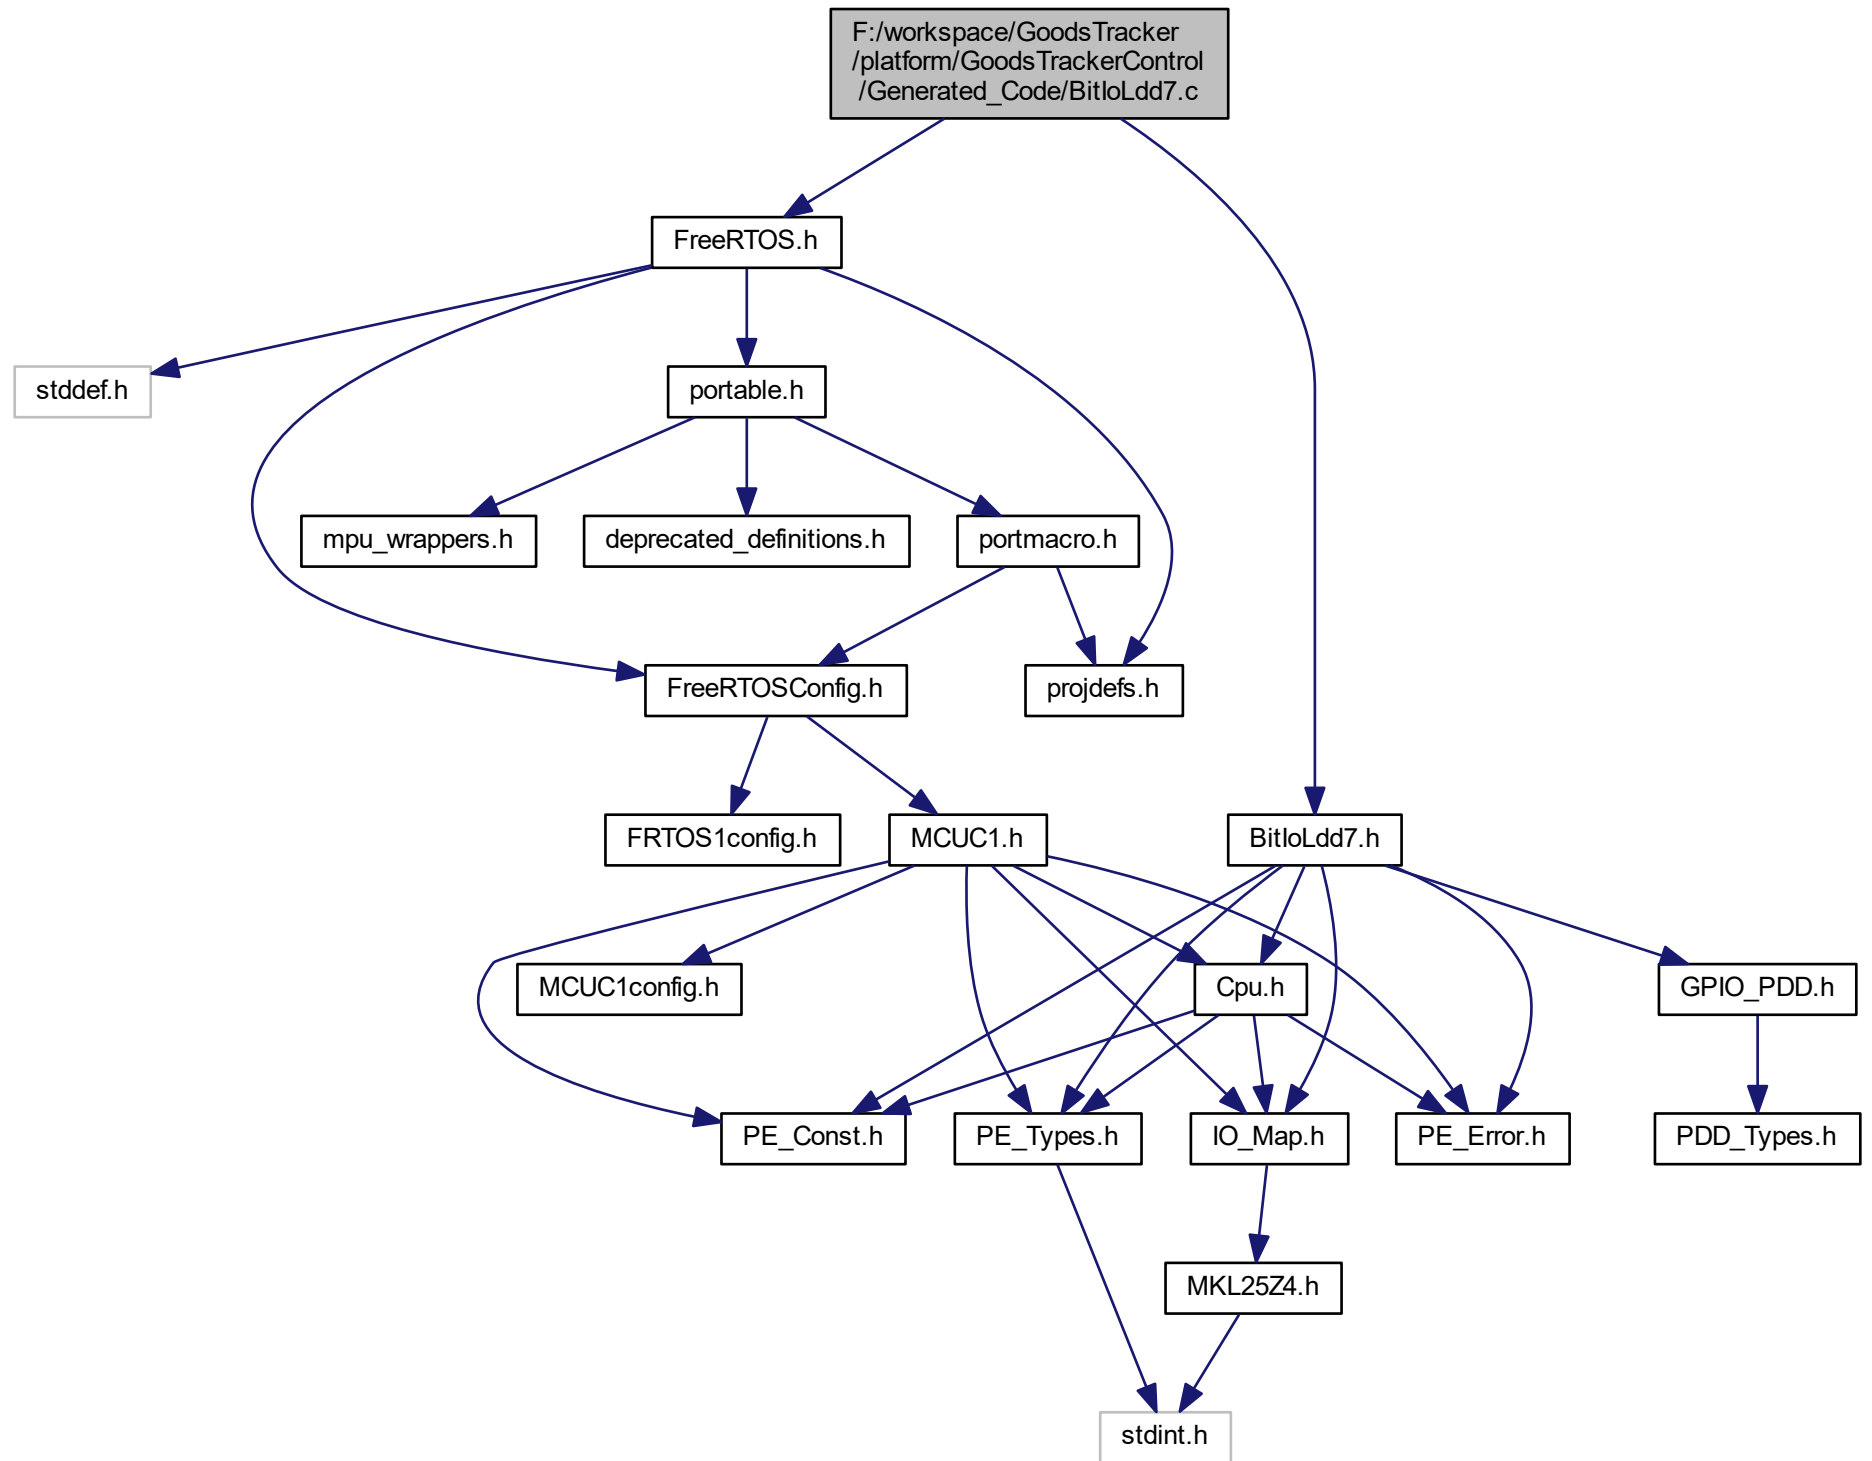 F:/workspace/GoodsTracker
/platform/GoodsTrackerControl
/Generated_Code/BitIoLdd7.c
FreeRTOS.h
stddef.h
portable.h
mpu_wrappers.h
deprecated_definitions.h
portmacro.h
FreeRTOSConfig.h
projdefs.h
FRTOS1config.h
MCUC1.h
BitIoLdd7.h
MCUC1config.h
Cpu.h
GPIO_PDD.h
PE_Const.h
PE_Types.h
IO_Map.h
PE_Error.h
PDD_Types.h
MKL25Z4.h
stdint.h